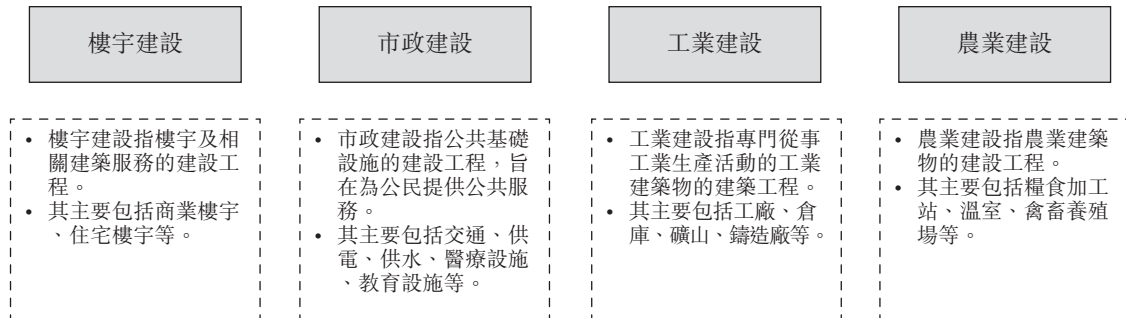 樓宇建設
市政建設
工業建設
農業建設
• 樓宇建設指樓宇及相
關建築服務的建設工
程。
• 其主要包括商業樓宇
、住宅樓宇等。
• 市政建設指公共基礎
設施的建設工程，旨
在為公民提供公共服
務。
• 其主要包括交通、供
電、供水、醫療設施
、教育設施等。
• 工業建設指專門從事
工業生產活動的工業
建築物的建築工程。
• 其主要包括工廠、倉
庫、礦山、鑄造廠等。
• 農業建設指農業建築
物的建設工程。
• 其主要包括糧食加工
站、溫室、禽畜養殖
場等。